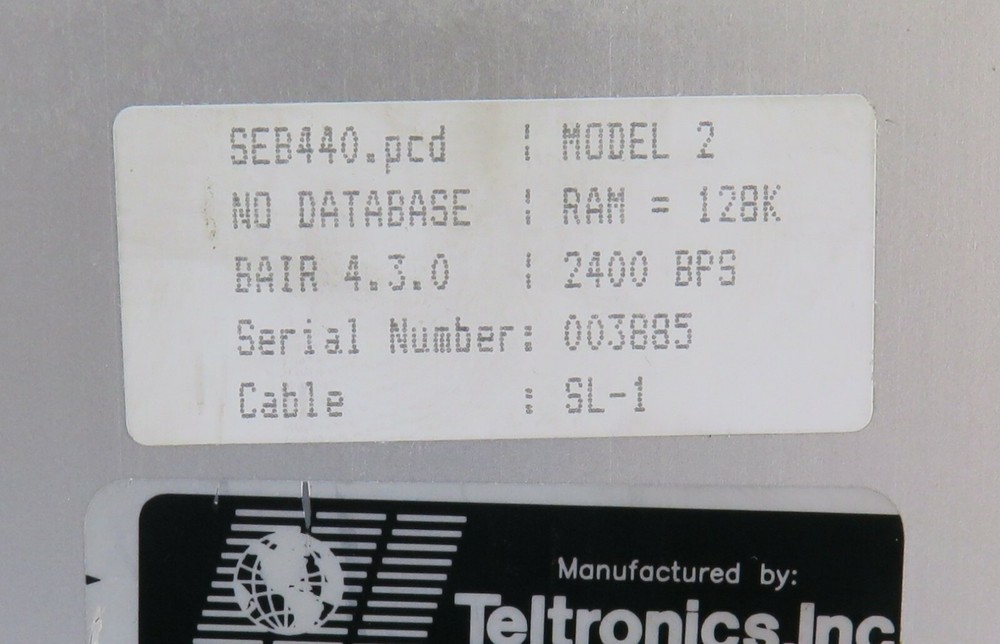 SEB440.pcd | MODEL 2
NO DATABASE | RAM = 128K
BAIR 4.3.0 | 2400 BPS
Serial Number: 003885
Cable : SL-1
Manufactured by:
Teltronics Inc